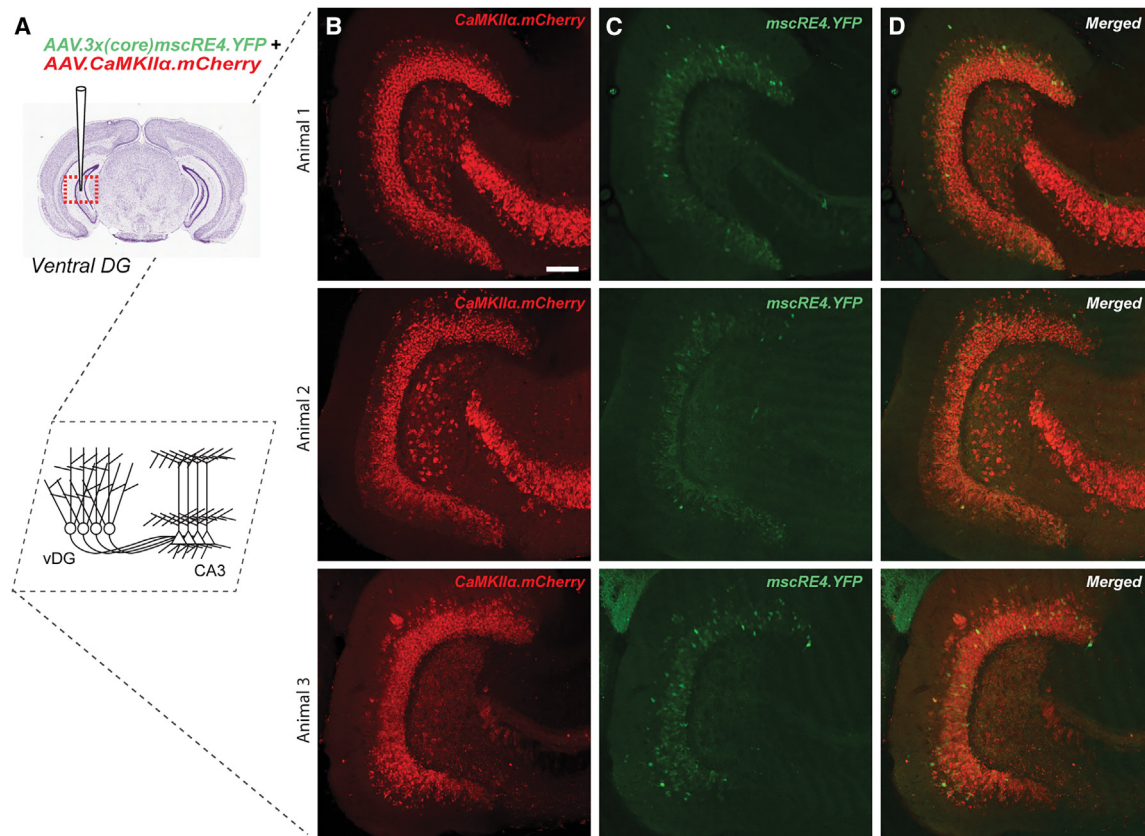 A
AAV.3x(core)mscRE4.YFP +
AAV.CaMKIIα.mCherry
Ventral DG
vDG
CA3
B
CaMKIIα.mCherry
C
mscRE4.YFP
D
Merged
Animal 1
CaMKIIα.mCherry
mscRE4.YFP
Merged
Animal 2
CaMKIIα.mCherry
mscRE4.YFP
Merged
Animal 3